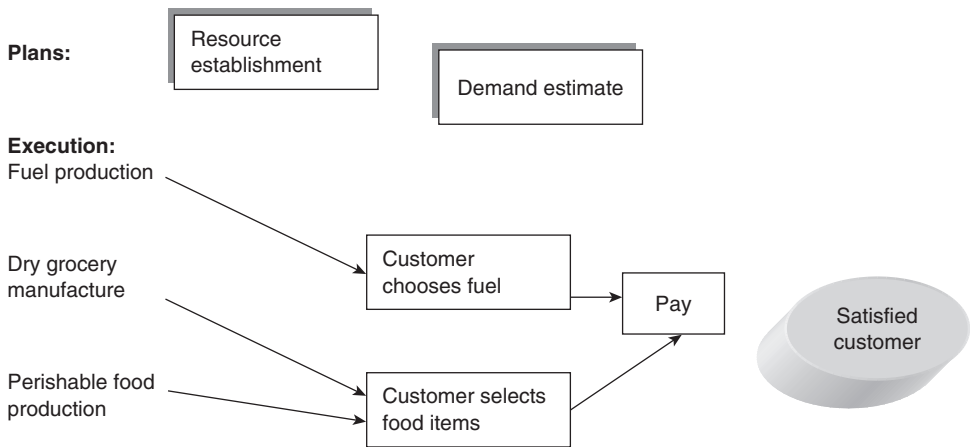 Plans:
Resource
establishment
Demand estimate
Execution:
Fuel production
Dry grocery
manufacture
Customer
chooses fuel
Pay
Satisfied
customer
Perishable food
production
Customer selects
food items